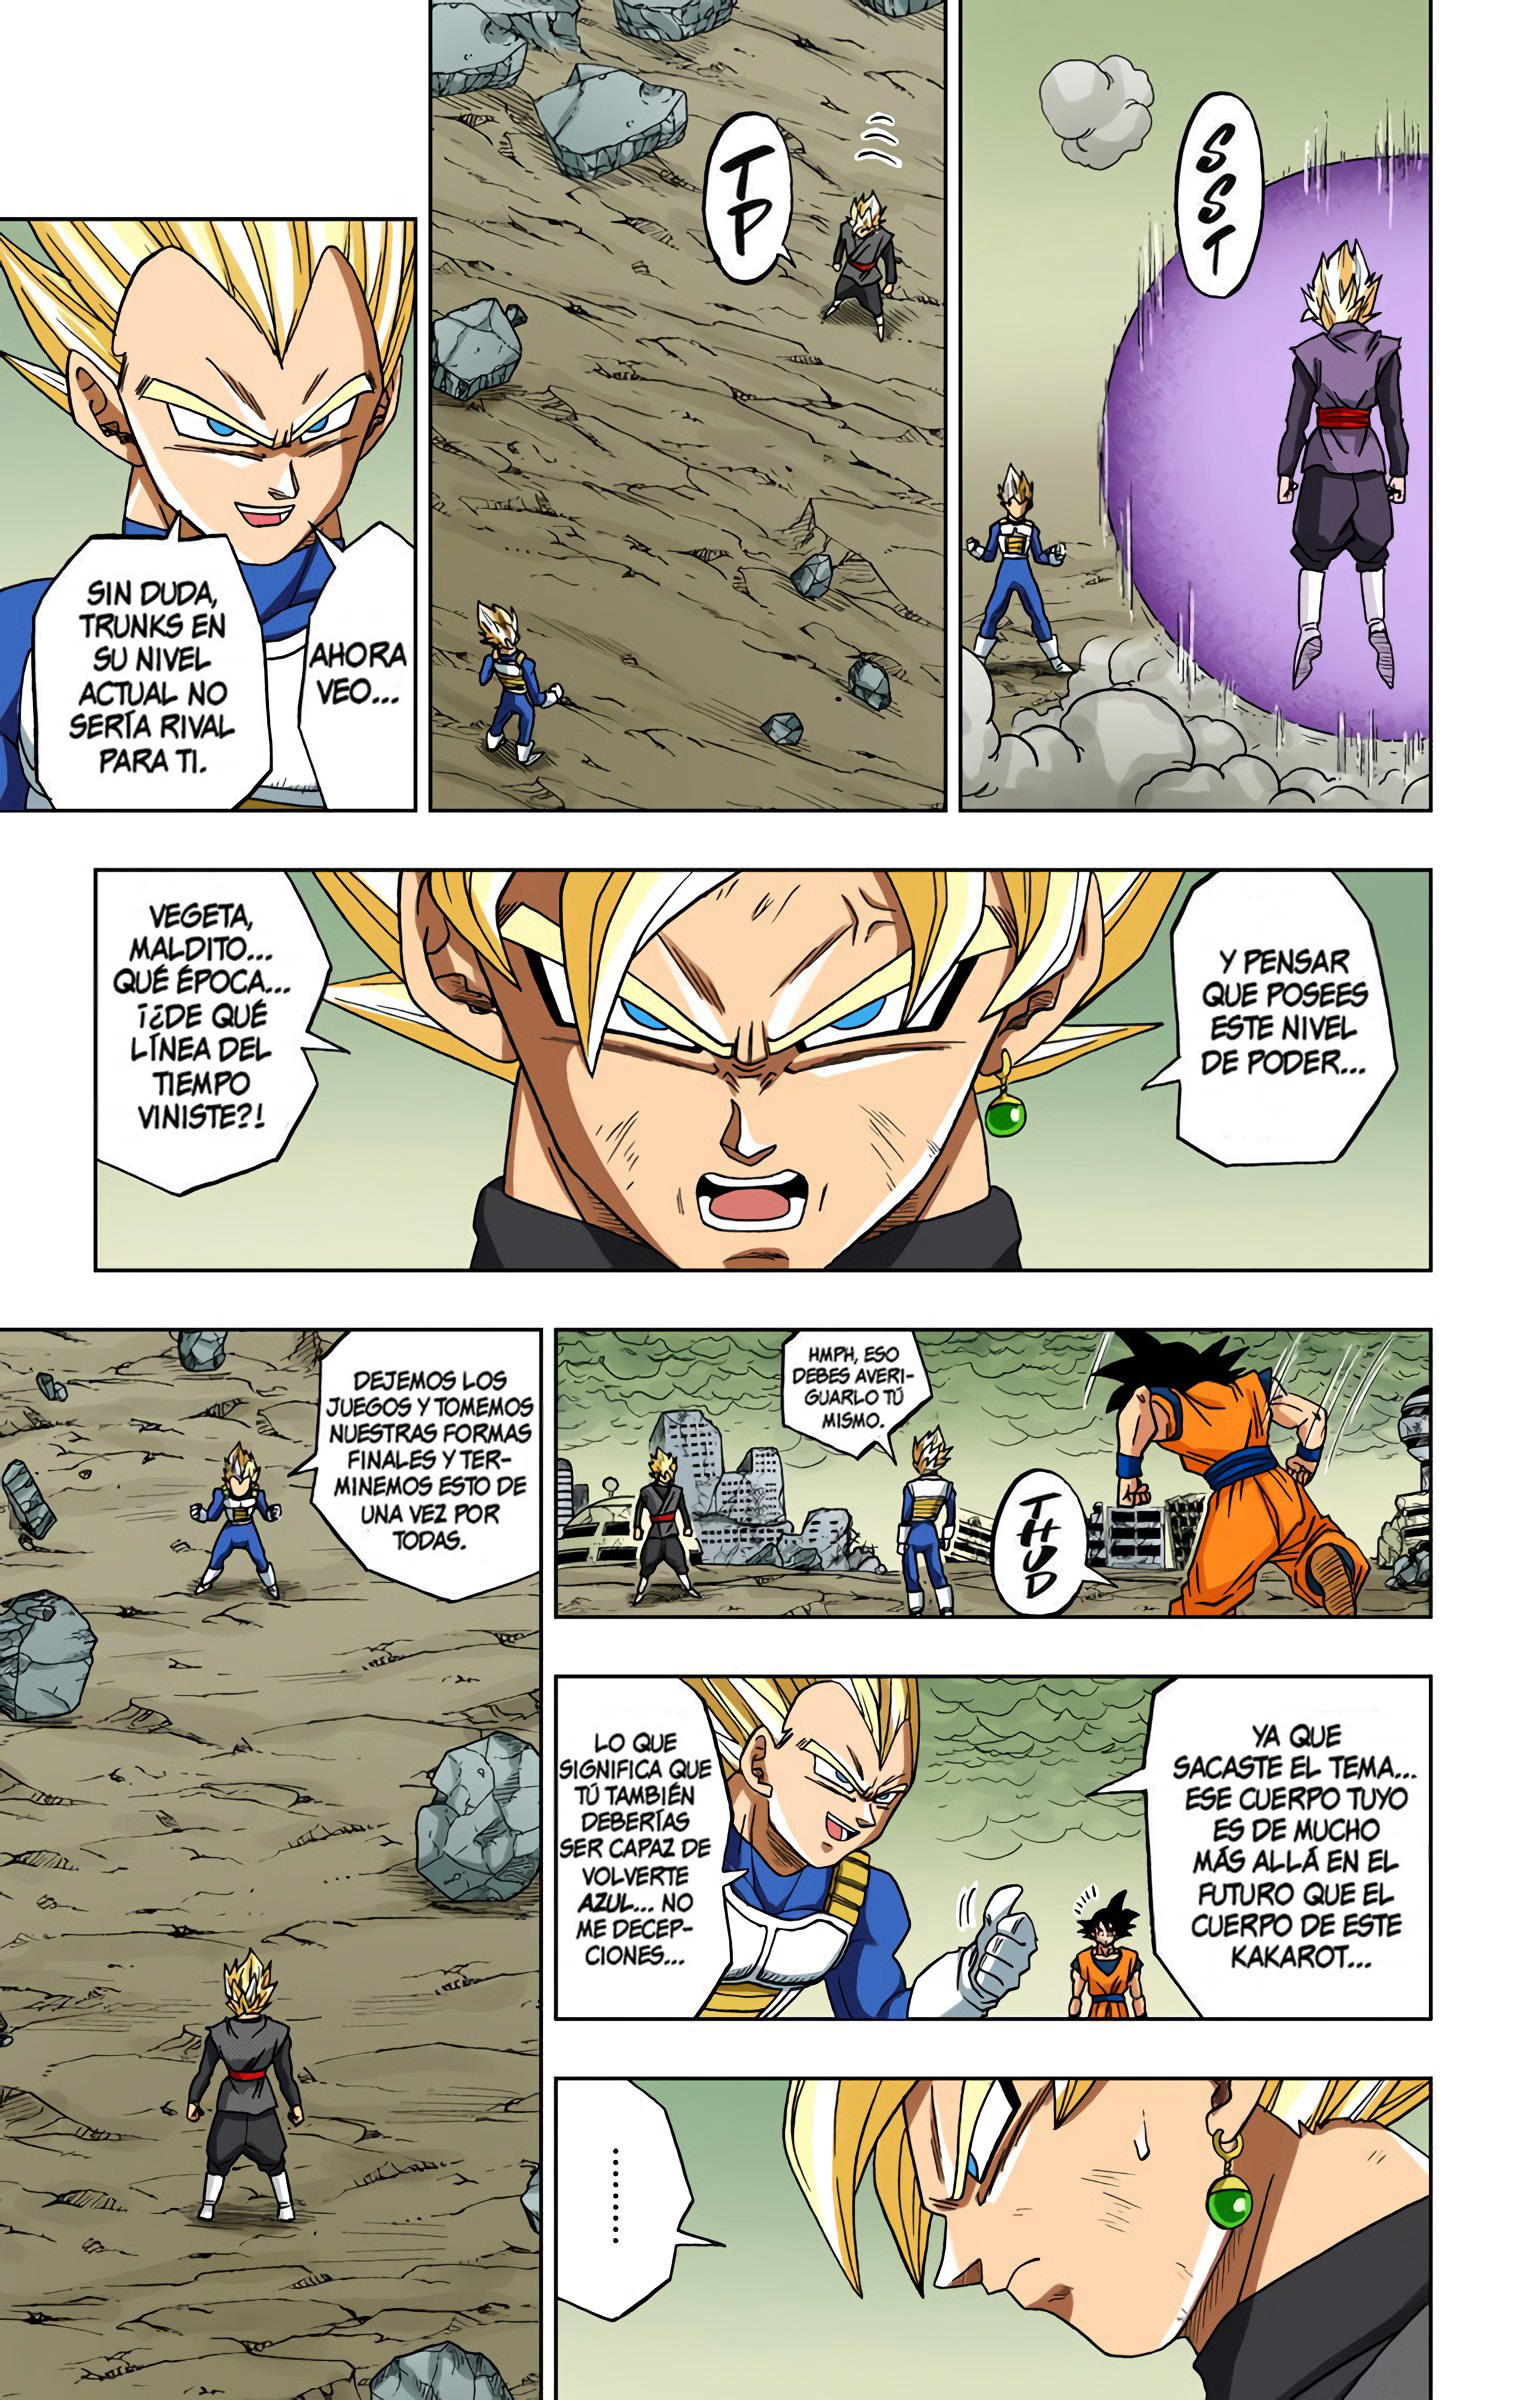 S
S
T
T
P
AHORA
VEO...
SIN DUDA,
TRUNKS EN
SU NIVEL
ACTUAL NO
SERÍA RIVAL
PARA TI.
Y PENSAR
QUE POSEES
ESTE NIVEL
DE PODER...
VEGETA,
MALDITO...
QUÉ ÉPOCA...
¡¿DE QUÉ
LÍNEA DEL
TIEMPO
VINISTE?!
HMPH, ESO
DEBES AVERI-
GUARLO TÚ
MISMO.
T
H
U
D
YA QUE
SACASTE EL TEMA...
ESE CUERPO TUYO
ES DE MUCHO
MÁS ALLÁ EN EL
FUTURO QUE EL
CUERPO DE ESTE
KAKAROT...
LO QUE
SIGNIFICA QUE
TÚ TAMBIÉN
DEBERÍAS
SER CAPAZ DE
VOLVERTE
AZUL... NO
ME DECEP-
CIONES...
.........
DEJEMOS LOS
JUEGOS Y TOMEMOS
NUESTRAS FORMAS
FINALES Y TER-
MINEMOS ESTO DE
UNA VEZ POR
TODAS.